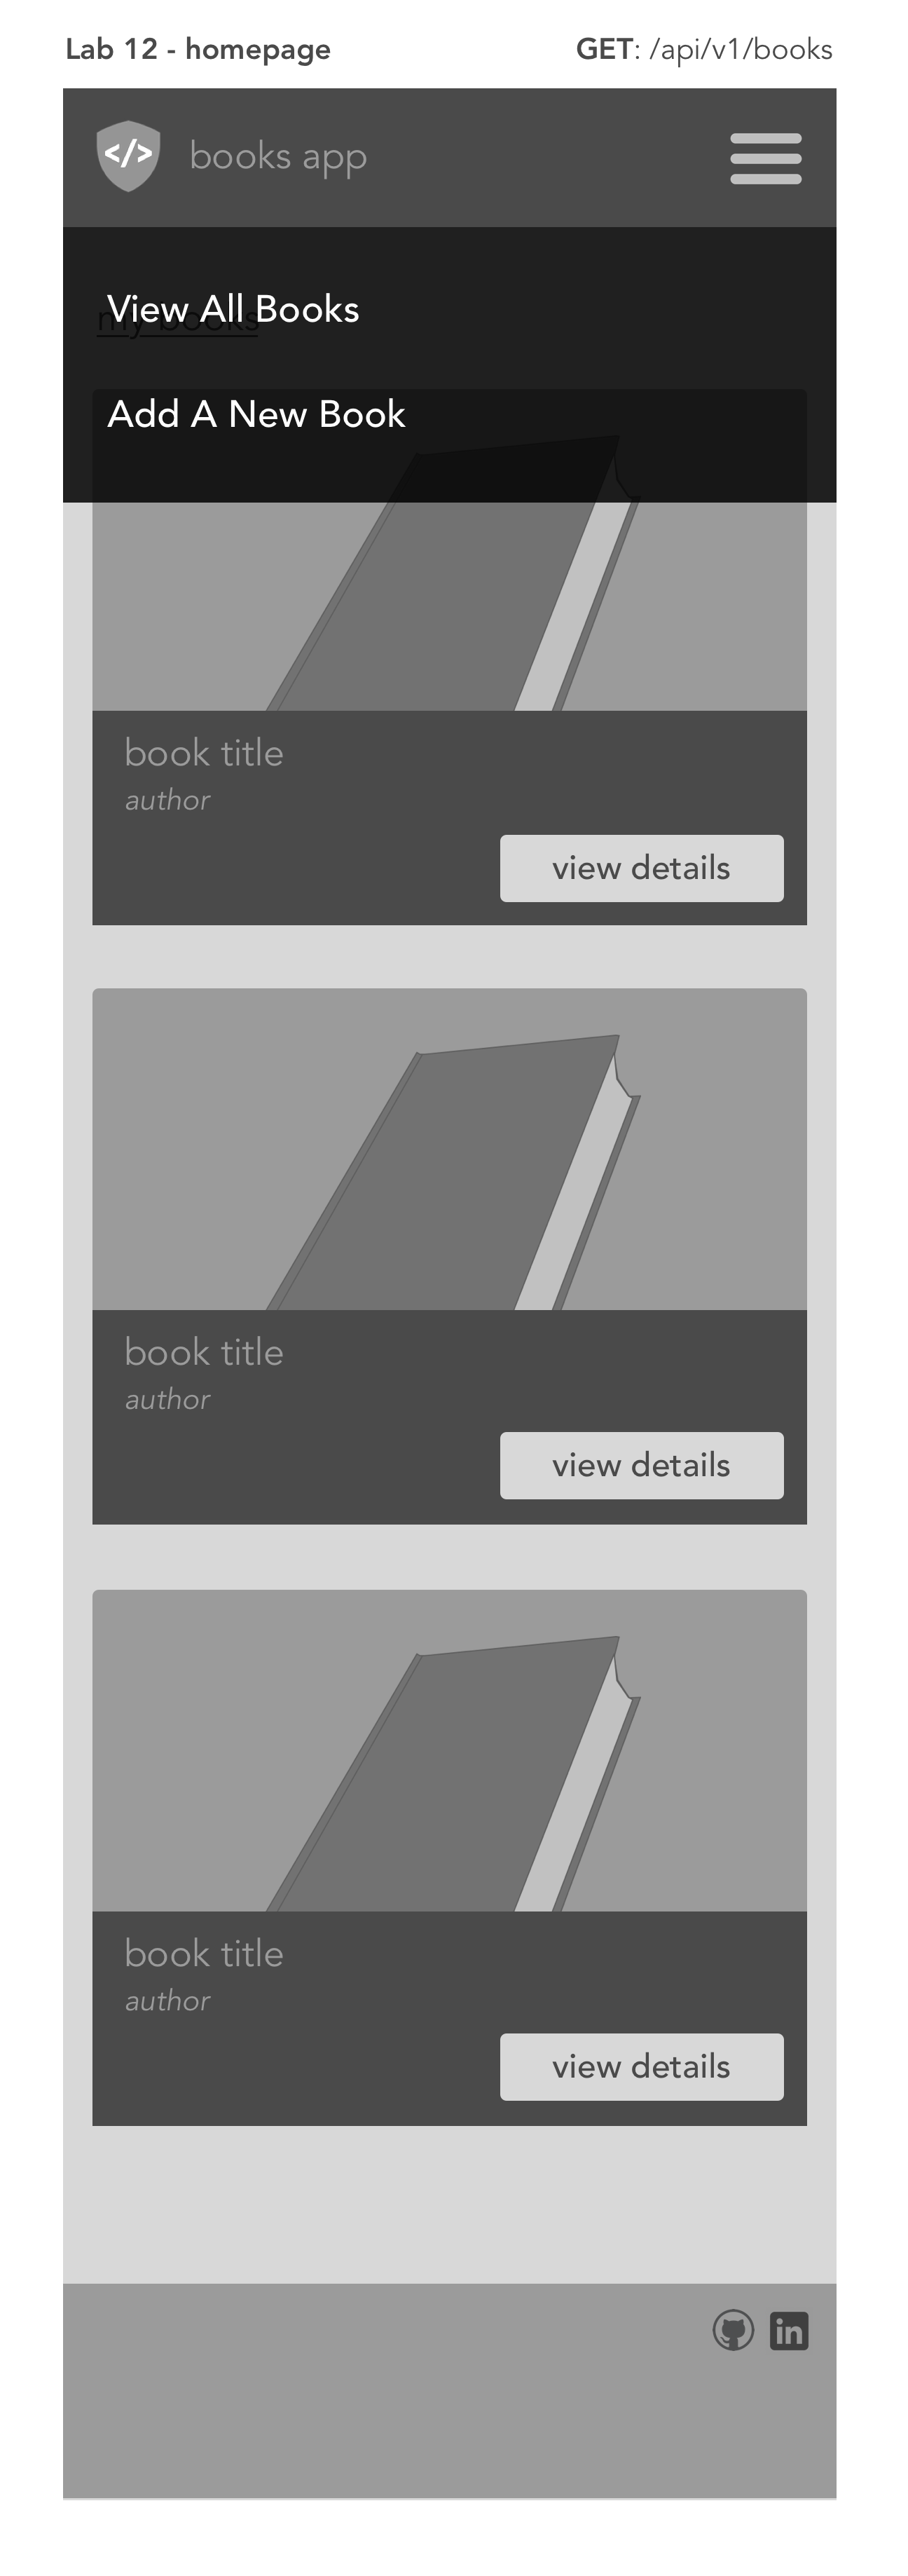 Lab 12 - homepage
GET: /api/v1/books
</> books app
View All Books
my books
Add A New Book
book title
author
view details
book title
author
view details
book title
author
view details
in